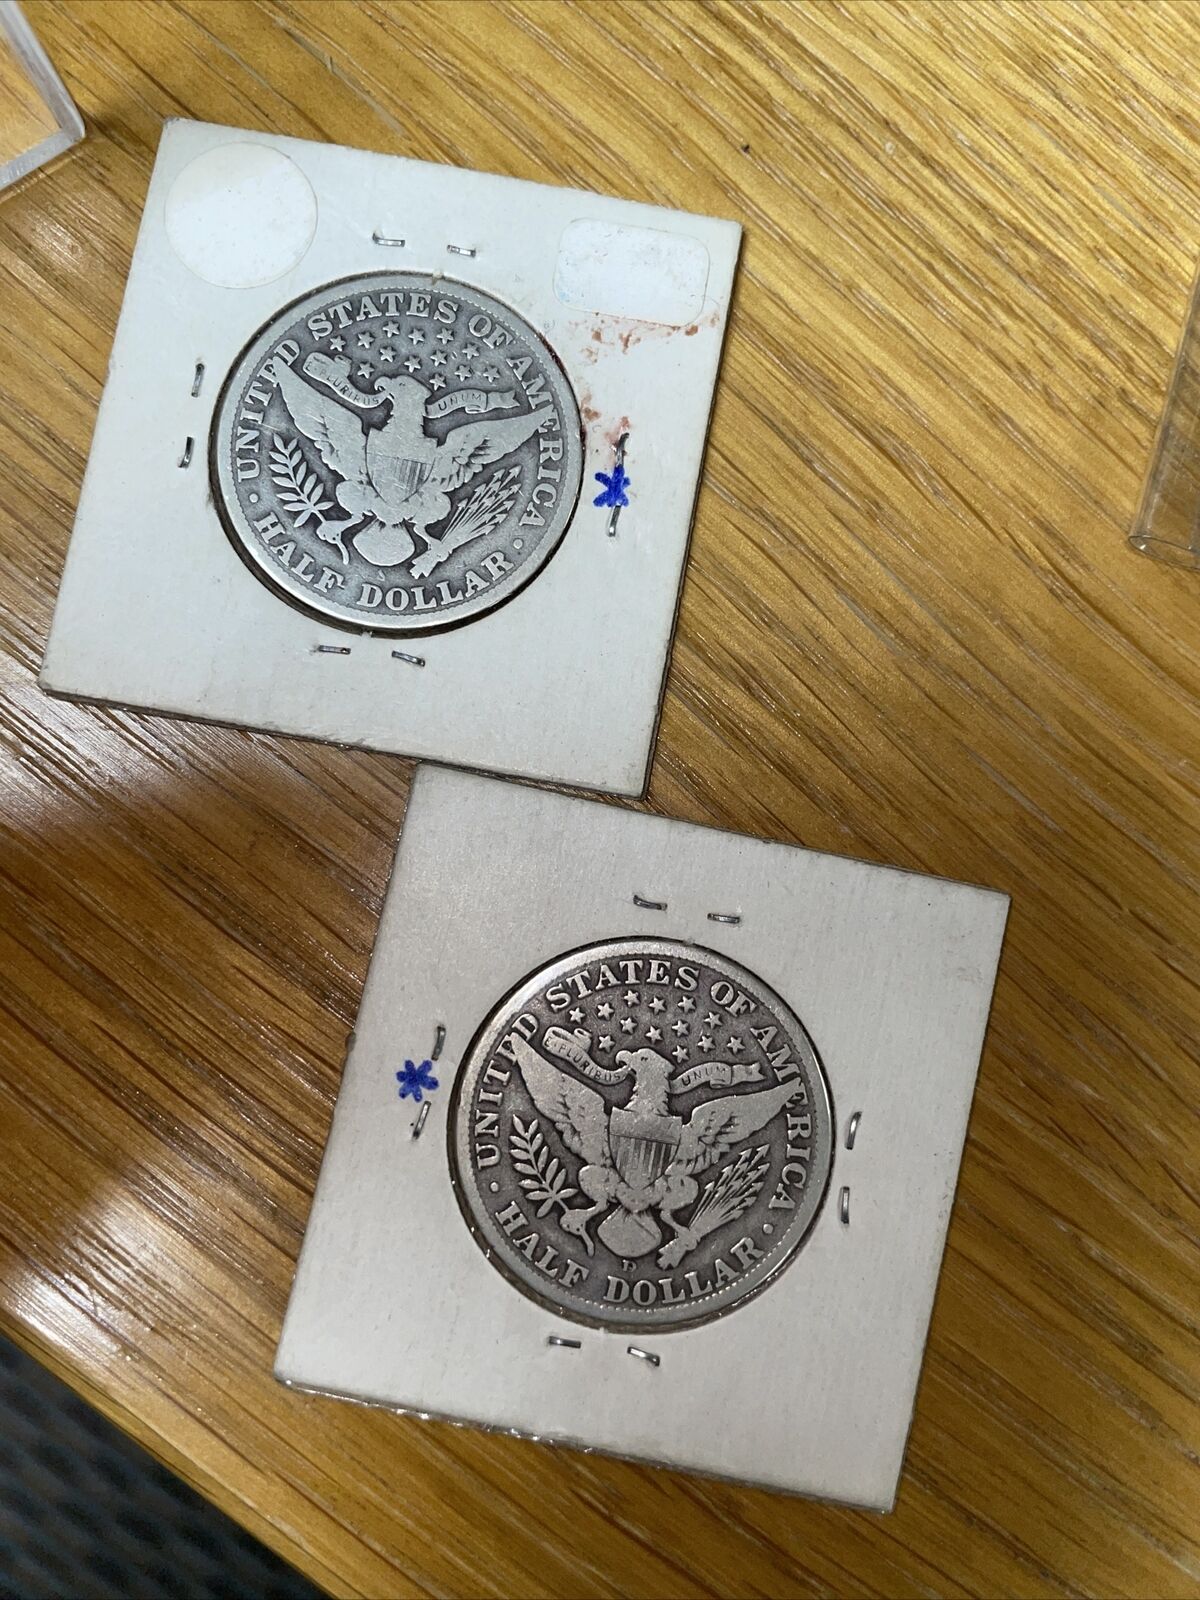 UNITED STATES OF AMERICA
E PLURIBUS UNUM
HALF DOLLAR
UNITED STATES OF AMERICA
E PLURIBUS UNUM
D
HALF DOLLAR